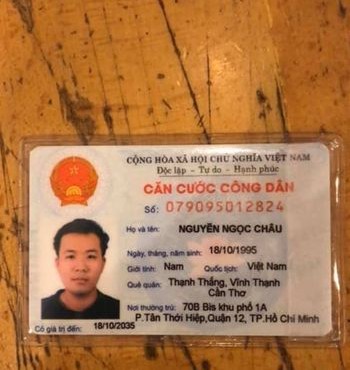 CỘNG HÒA XÃ HỘI CHỦ NGHĨA VIỆT NAM
Độc lập - Tự do - Hạnh phúc
CĂN CƯỚC CÔNG DÂN
Số: 079095012824
Họ và tên: NGUYỄN NGỌC CHÂU
Ngày, tháng, năm sinh: 18/10/1995
Giới tính: Nam Quốc tịch: Việt Nam
Quê quán: Thạnh Thắng, Vĩnh Thạnh
Cần Thơ
Nơi thường trú: 70B Bis khu phố 1A
P.Tân Thới Hiệp,Quận 12, TP.Hồ Chí Minh
Có giá trị đến: 18/10/2035